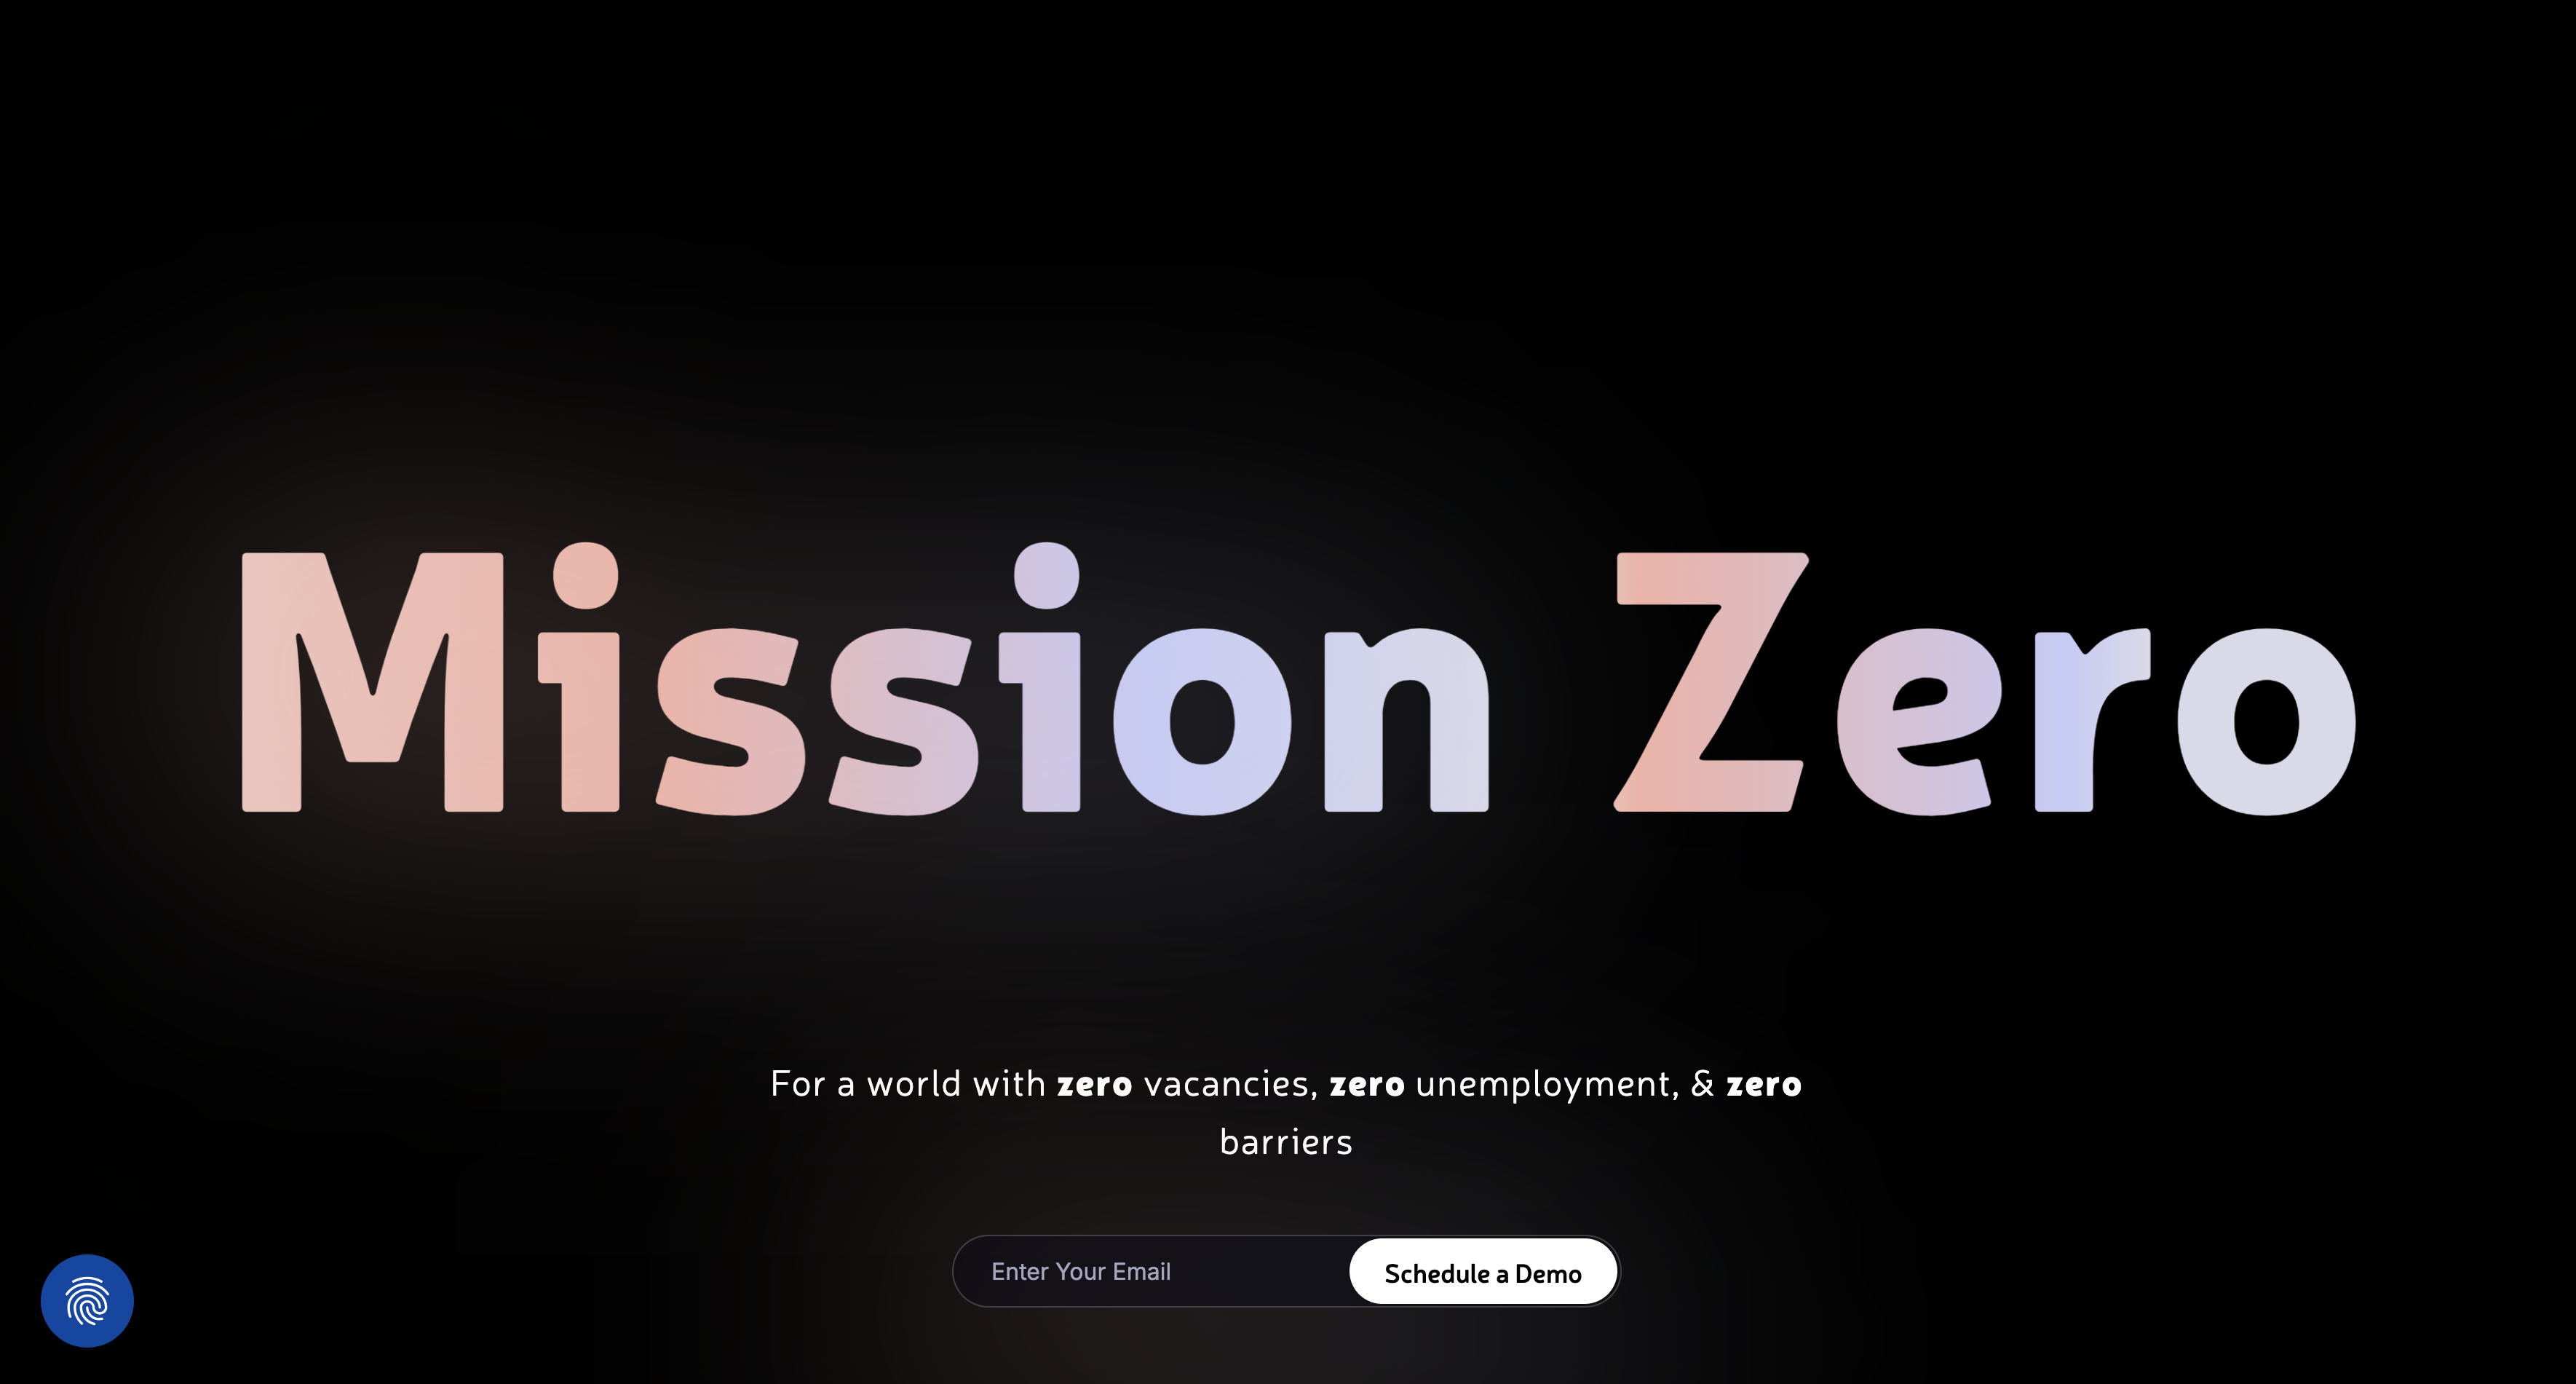 Mission Zero
For a world with zero vacancies, zero unemployment, & zero
barriers
Enter Your Email
Schedule a Demo